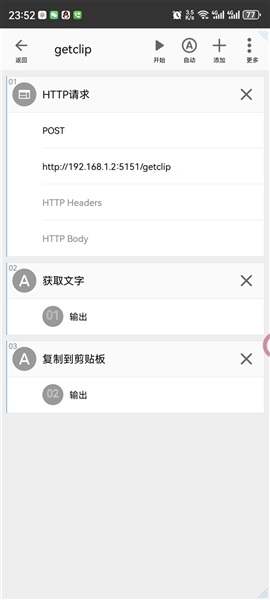 23:52
3.5
K/s
4G
4G
77
返回
getclip
开始
自动
添加
更多
01
HTTP请求
POST
http://192.168.1.2:5151/getclip
HTTP Headers
HTTP Body
02
A 获取文字
01 输出
03
A 复制到剪贴板
02 输出